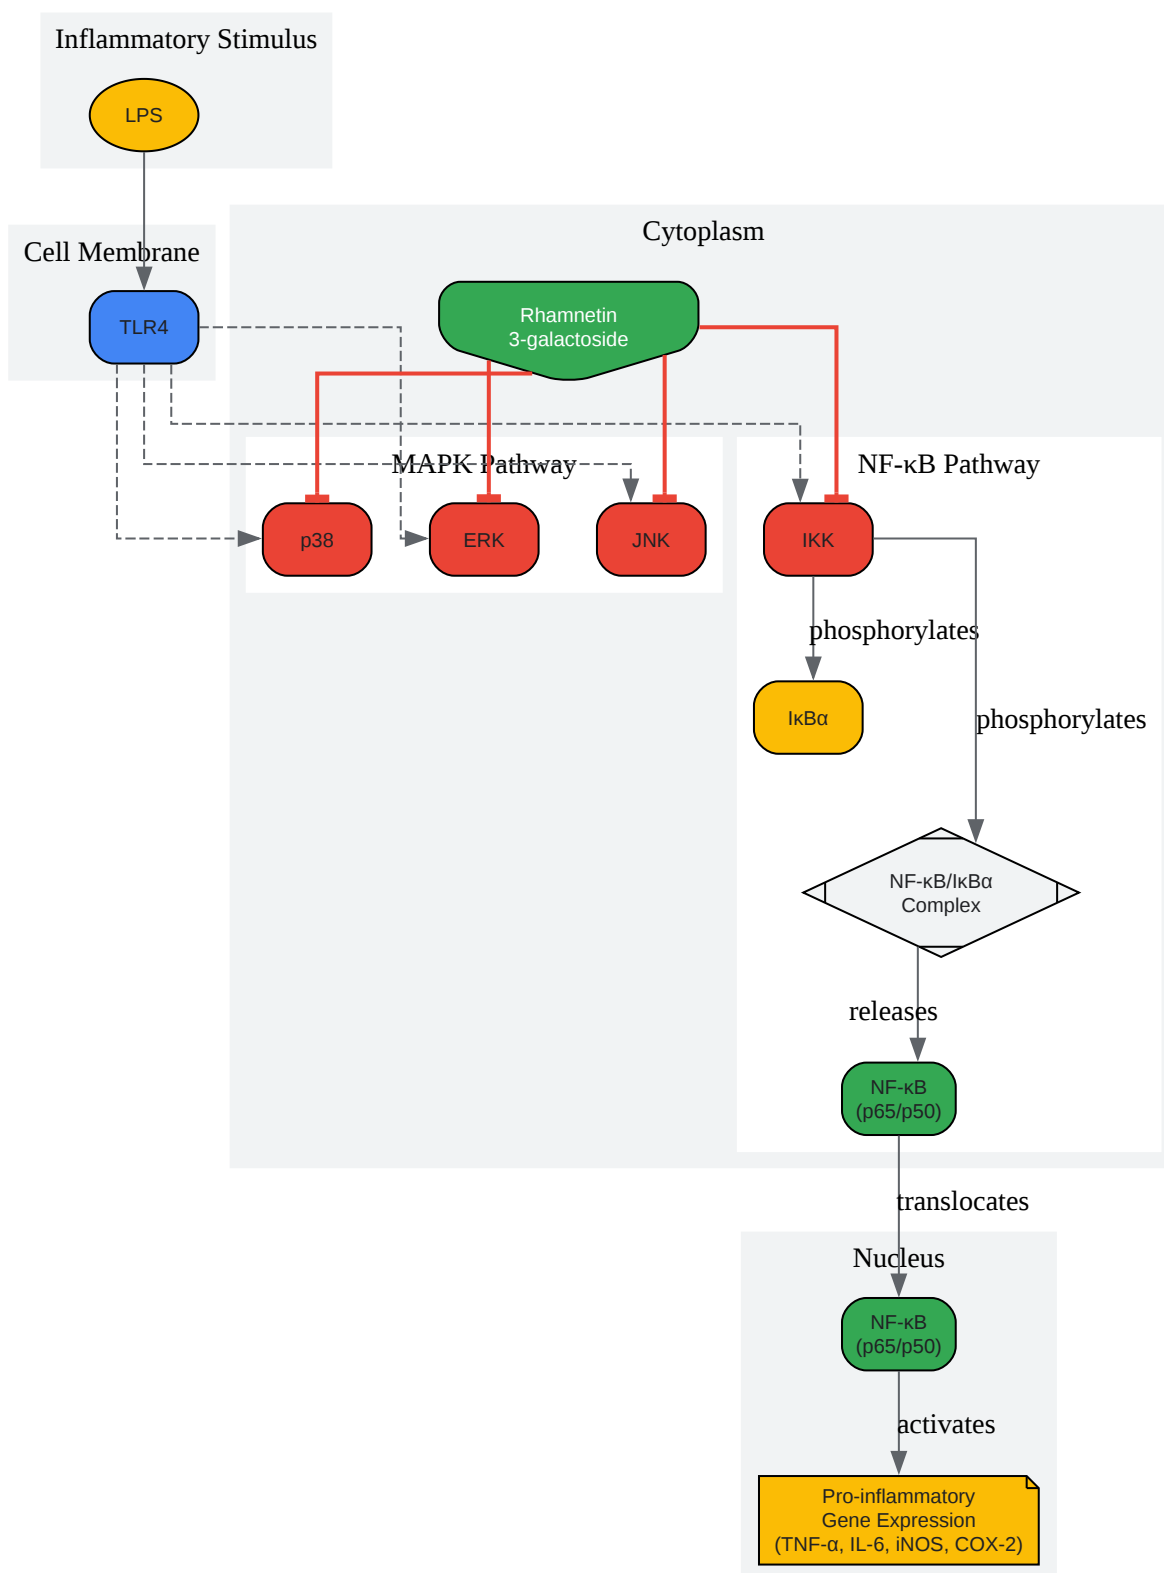 Inflammatory Stimulus
LPS
Cell Membrane
TLR4
Cytoplasm
Rhamnetin
3-galactoside
MAPK Pathway
NF-κB Pathway
p38
ERK
JNK
IKK
phosphorylates
IκBα
phosphorylates
NF-κB/IκBα
Complex
releases
NF-κB
(p65/p50)
translocates
Nucleus
NF-κB
(p65/p50)
activates
Pro-inflammatory
Gene Expression
(TNF-α, IL-6, iNOS, COX-2)